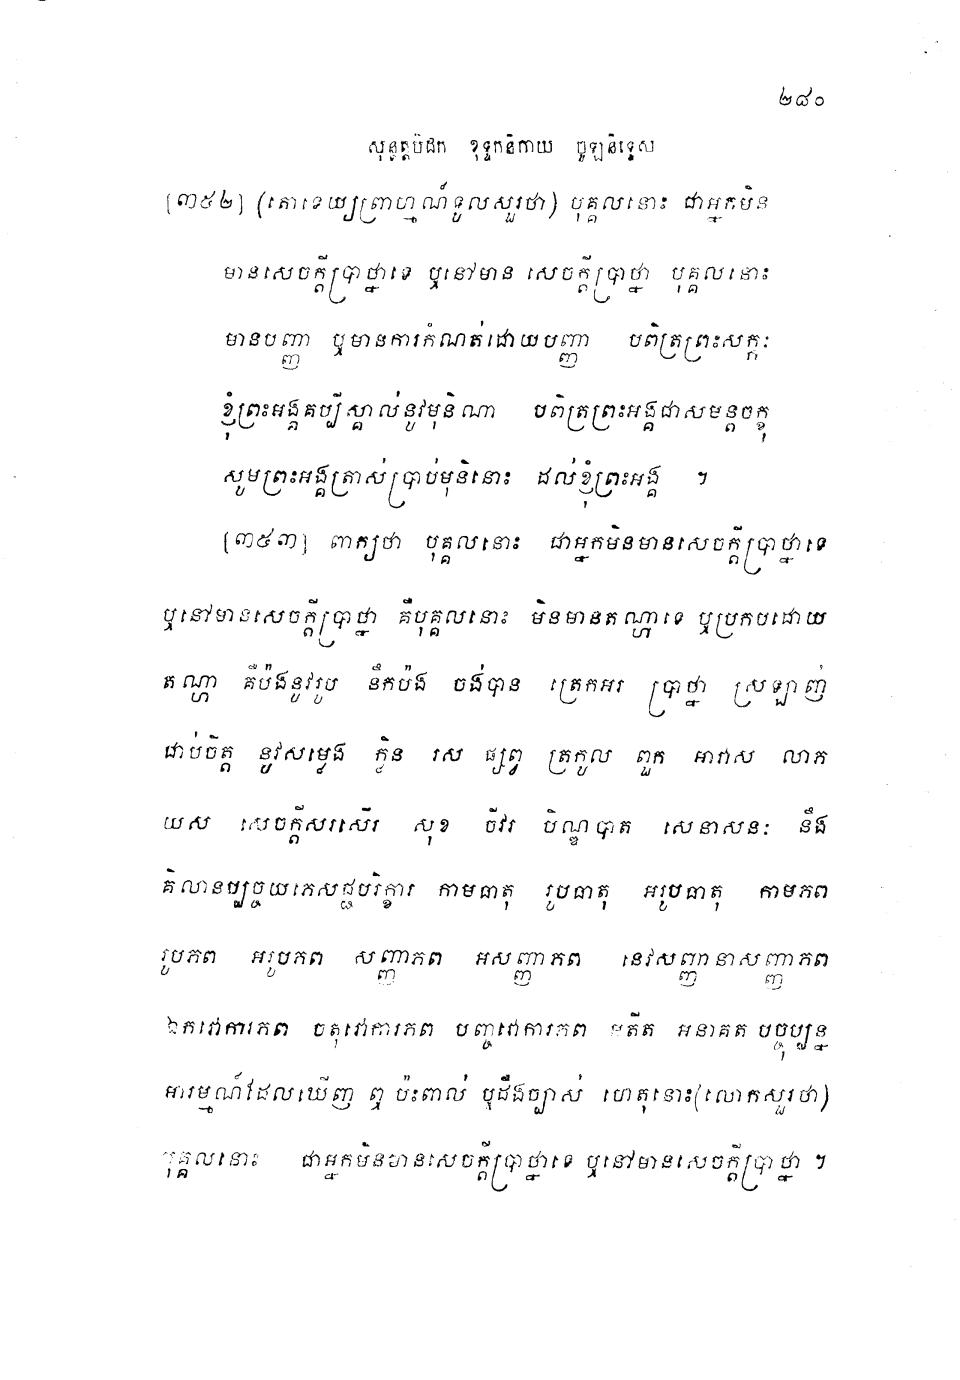 ២៨០
សុត្តន្តបិដក ខុទ្ទកនិកាយ ចូឡនិទ្ទេស
[៣៥២] (តោទេយ្យព្រាហ្មណ៍ទូលសួរថា) បុគ្គលនោះ ជាអ្នកមិន
មានសេចក្តីប្រាថ្នាទេ ឬនៅមាន សេចក្តីប្រាថ្នា បុគ្គលនោះ
មានបញ្ញា ឬមានការកំណត់ដោយបញ្ញា បពិត្រព្រះសក្កៈ
ខ្ញុំព្រះអង្គគប្បីស្គាល់នូវមុនិណា បពិត្រព្រះអង្គជាសមន្តចក្ខុ
សូមព្រះអង្គត្រាស់ប្រាប់មុនិនោះ ដល់ខ្ញុំព្រះអង្គ ។
[៣៥៣] ពាក្យថា បុគ្គលនោះ ជាអ្នកមិនមានសេចក្តីប្រាថ្នាទេ
ឬនៅមានសេចក្តីប្រាថ្នា គឺបុគ្គលនោះ មិនមានតណ្ហាទេ ឬប្រកបដោយ
តណ្ហា គឺប៉ងនូវរូប នឹកប៉ង ចង់បាន ត្រេកអរ ប្រាថ្នា ស្រឡាញ់
ជាប់ចិត្ត នូវសម្លេង ក្លិន រស ផ្សព្វ ត្រកូល ពួក អាវាស លាភ
យស សេចក្តីសរសើរ សុខ ចីវរ បិណ្ឌបាត សេនាសនៈ នឹង
គិលានប្បច្ចយភេសជ្ជបរិក្ខារ កាមធាតុ រូបធាតុ អរូបធាតុ កាមភព
រូបភព អរូបភព សញ្ញាភព អសញ្ញាភព នេវសញ្ញានាសញ្ញាភព
ឯកវោការភព ចតុវោការភព បញ្ចវោការភព អតីត អនាគត បច្ចុប្បន្ន
អារម្មណ៍ដែលឃើញ ឮ ប៉ះពាល់ ឬដឹងច្បាស់ ហេតុនោះ(លោកសួរថា)
បុគ្គលនោះ ជាអ្នកមិនមានសេចក្តីប្រាថ្នាទេ ឬនៅមានសេចក្តីប្រាថ្នា ។